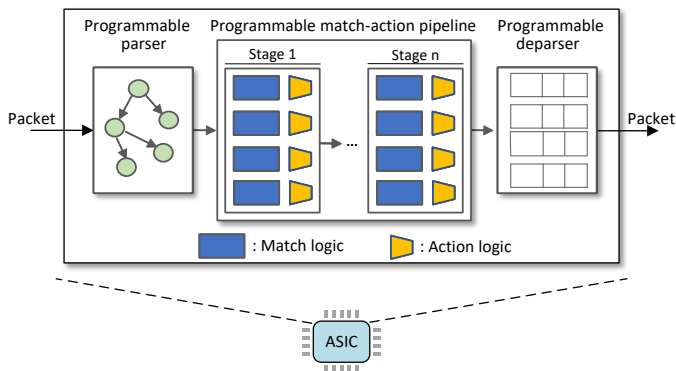 Programmable
parser
Programmable match-action pipeline
Programmable
deparser
Stage 1
Stage n
Packet
...
Packet
: Match logic
: Action logic
ASIC